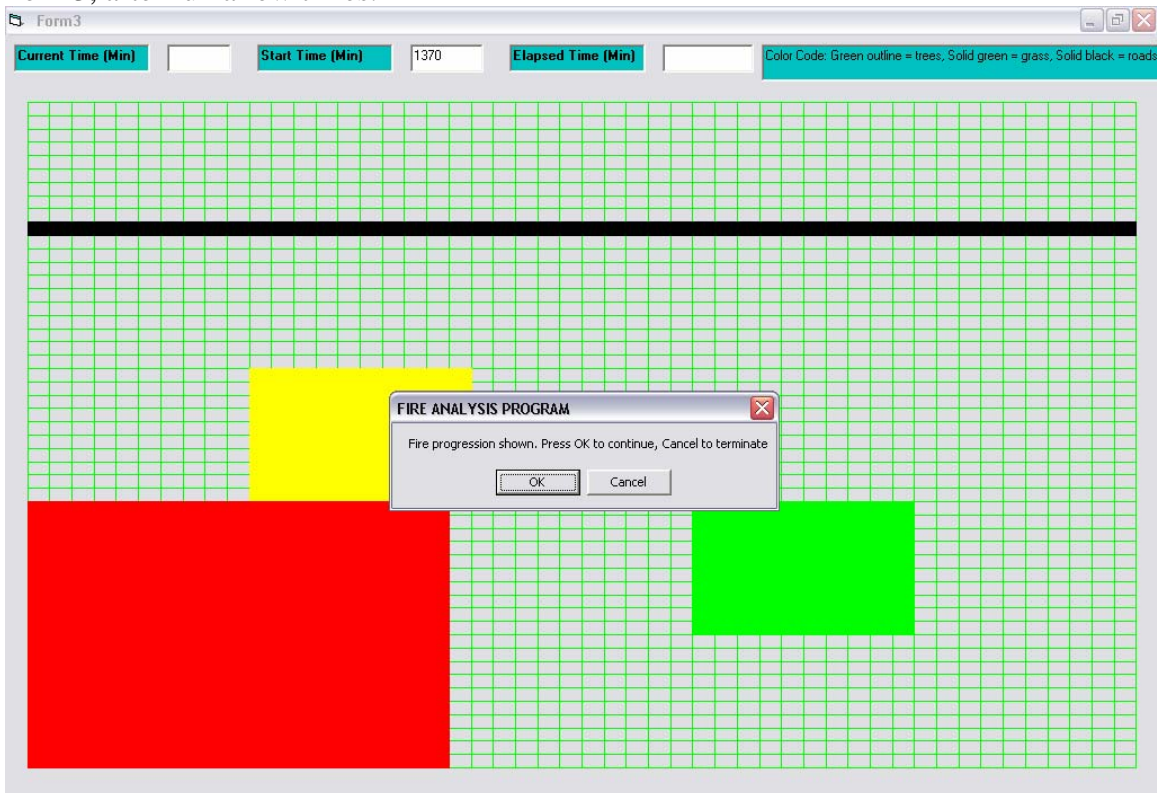 Form3
Current Time (Min) Start Time (Min) 1370 Elapsed Time (Min) Color Code: Green outline = trees, Solid green = grass, Solid black = roads
FIRE ANALYSIS PROGRAM
Fire progression shown. Press OK to continue, Cancel to terminate
OK Cancel